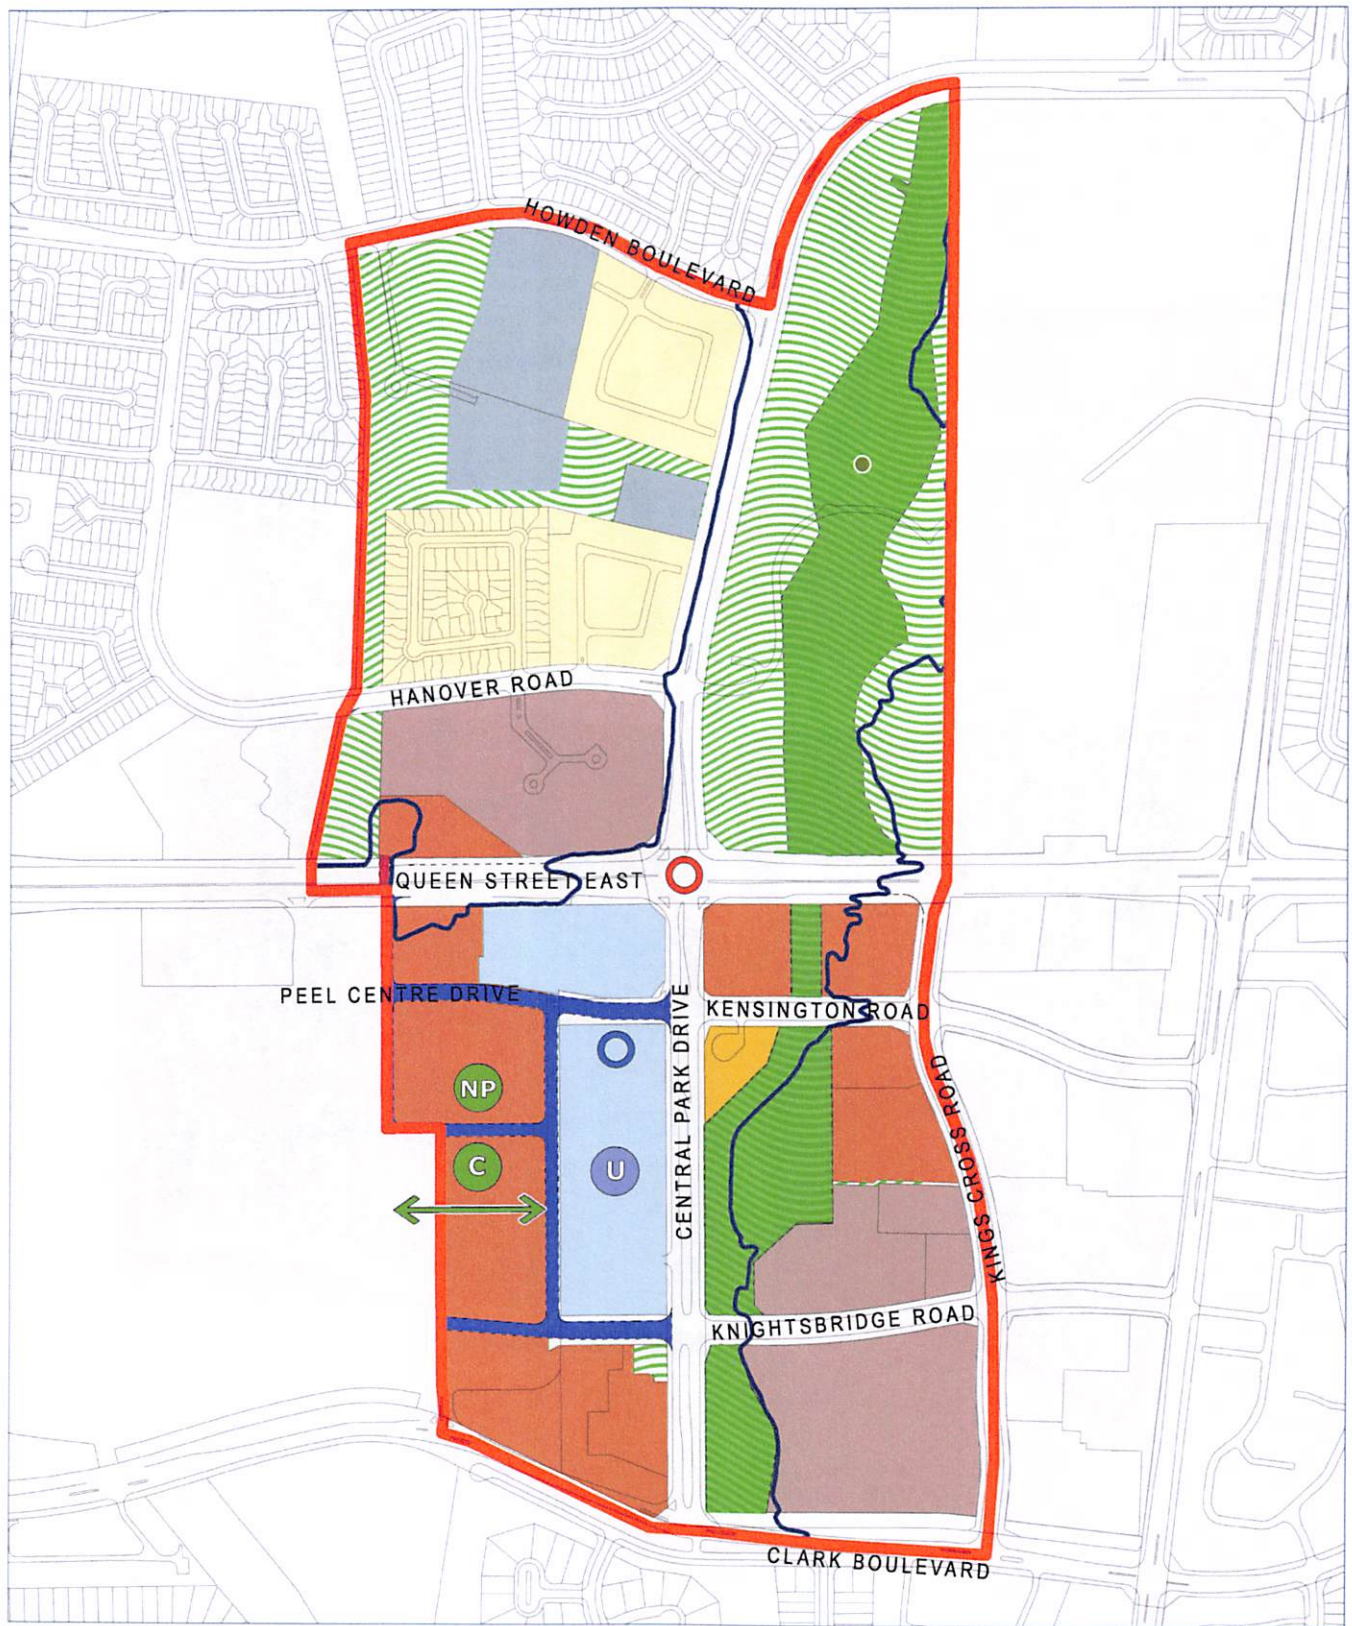 HOWDEN BOULEVARD
HANOVER ROAD
QUEEN STREET EAST
PEEL CENTRE DRIVE
KENSINGTON ROAD
CENTRAL PARK DRIVE
KINGS CROSS ROAD
NP
C
U
KNIGHTSBRIDGE ROAD
CLARK BOULEVARD